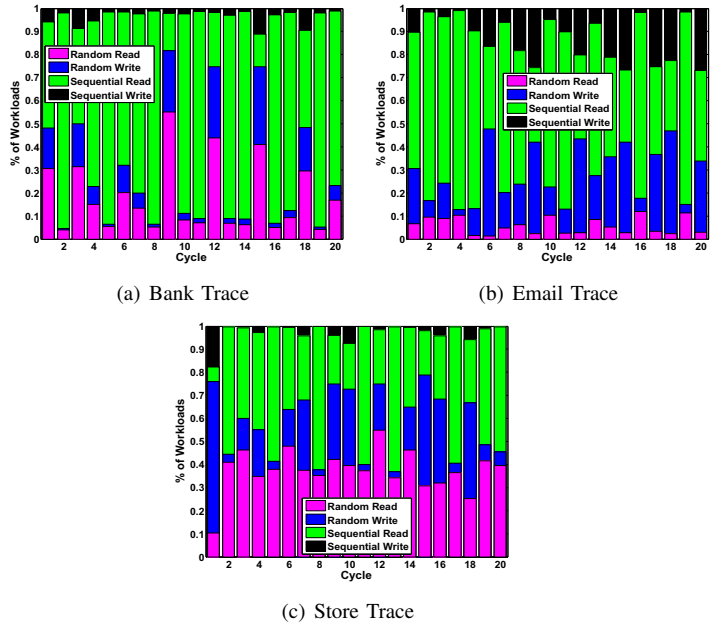 1
0.9
0.8
0.7
0.6
0.5
0.4
0.3
0.2
0.1
0
% of Workloads
Random Read
Random Write
Sequential Read
Sequential Write
2 4 6 8 10 12 14 16 18 20
Cycle
(a) Bank Trace
1
0.9
0.8
0.7
0.6
0.5
0.4
0.3
0.2
0.1
0
% of Workloads
Random Read
Random Write
Sequential Read
Sequential Write
2 4 6 8 10 12 14 16 18 20
Cycle
(b) Email Trace
1
0.9
0.8
0.7
0.6
0.5
0.4
0.3
0.2
0.1
0
% of Workloads
Random Read
Random Write
Sequential Read
Sequential Write
2 4 6 8 10 12 14 16 18 20
Cycle
(c) Store Trace